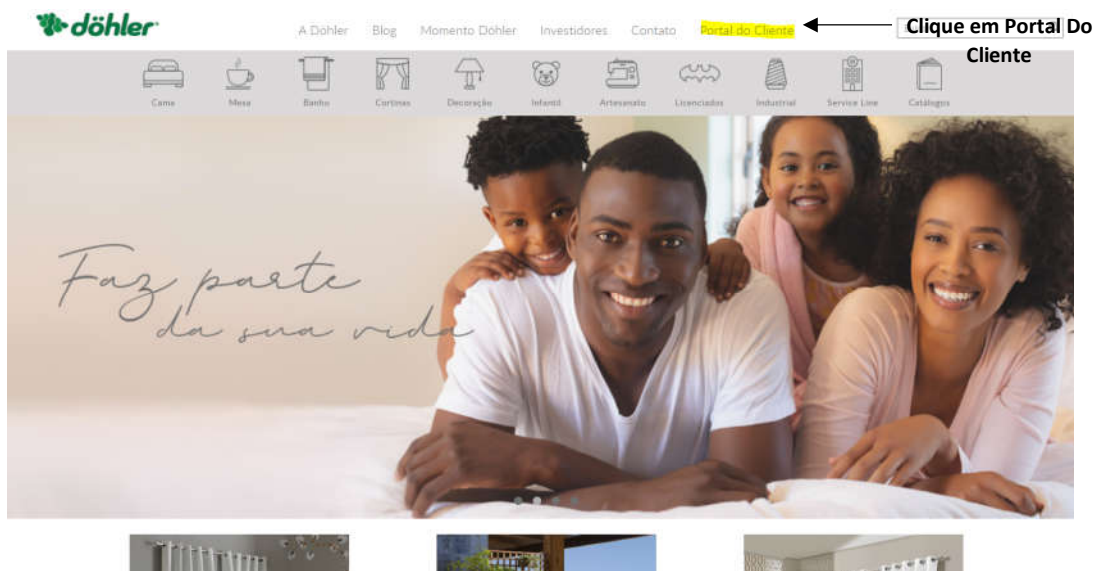 döhler
A Döhler Blog Momento Döhler Investidores Contato Portal do Cliente
Clique em Portal Do
Cliente
Cama Mesa Banho Cortinas Decoração Infantil Artesanato Licenciados Industrial Service Line Catálogos
Faz parte
da sua vida